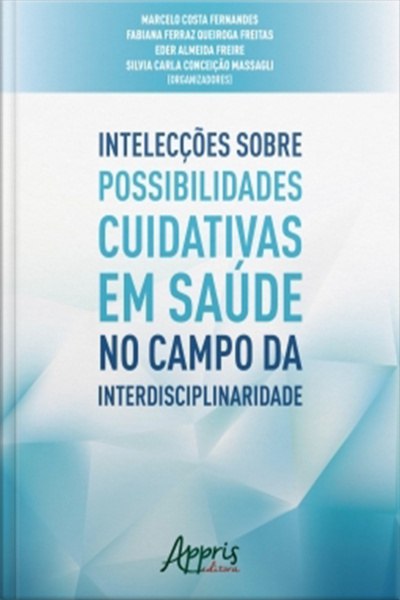 MARCELO COSTA FERNANDES
FABIANA FERRAZ QUEIROGA FREITAS
EDER ALMEIDA FREIRE
SILVIA CARLA CONCEIÇÃO MASSAGLI
(ORGANIZADORES)
INTELECÇÕES SOBRE
POSSIBILIDADES
CUIDATIVAS
EM SAÚDE
NO CAMPO DA
INTERDISCIPLINARIDADE
Appris
editora